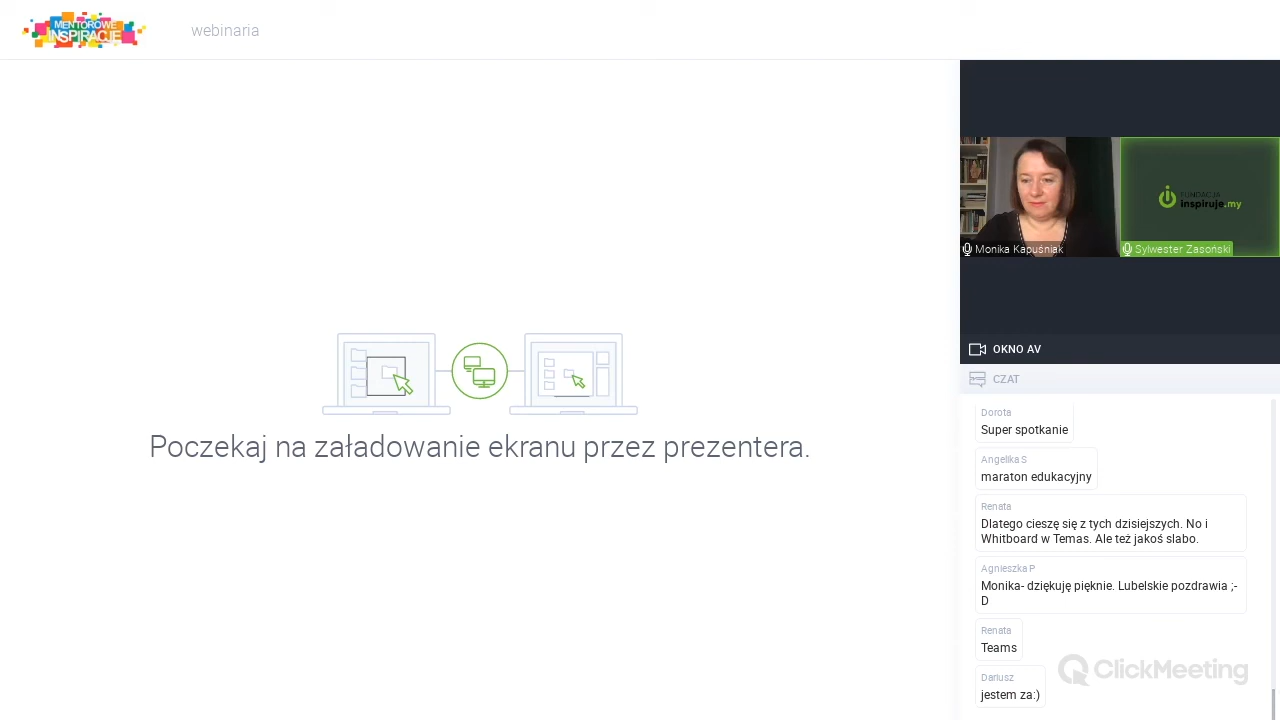 MENTOROWE
INSPIRACJE
webinaria
Poczekaj na załadowanie ekranu przez prezentera.
FUNDACJA
inspiruje.my
Monika Kapuśniak
Sylwester Zasoński
OKNO AV
CZAT
Dorota
Super spotkanie
Angelika S
maraton edukacyjny
Renata
Dlatego cieszę się z tych dzisiejszych. No i
Whitboard w Temas. Ale też jakoś slabo.
Agnieszka P
Monika- dziękuję pięknie. Lubelskie pozdrawia ;-
D
Renata
Teams
ClickMeeting
Dariusz
jestem za:)